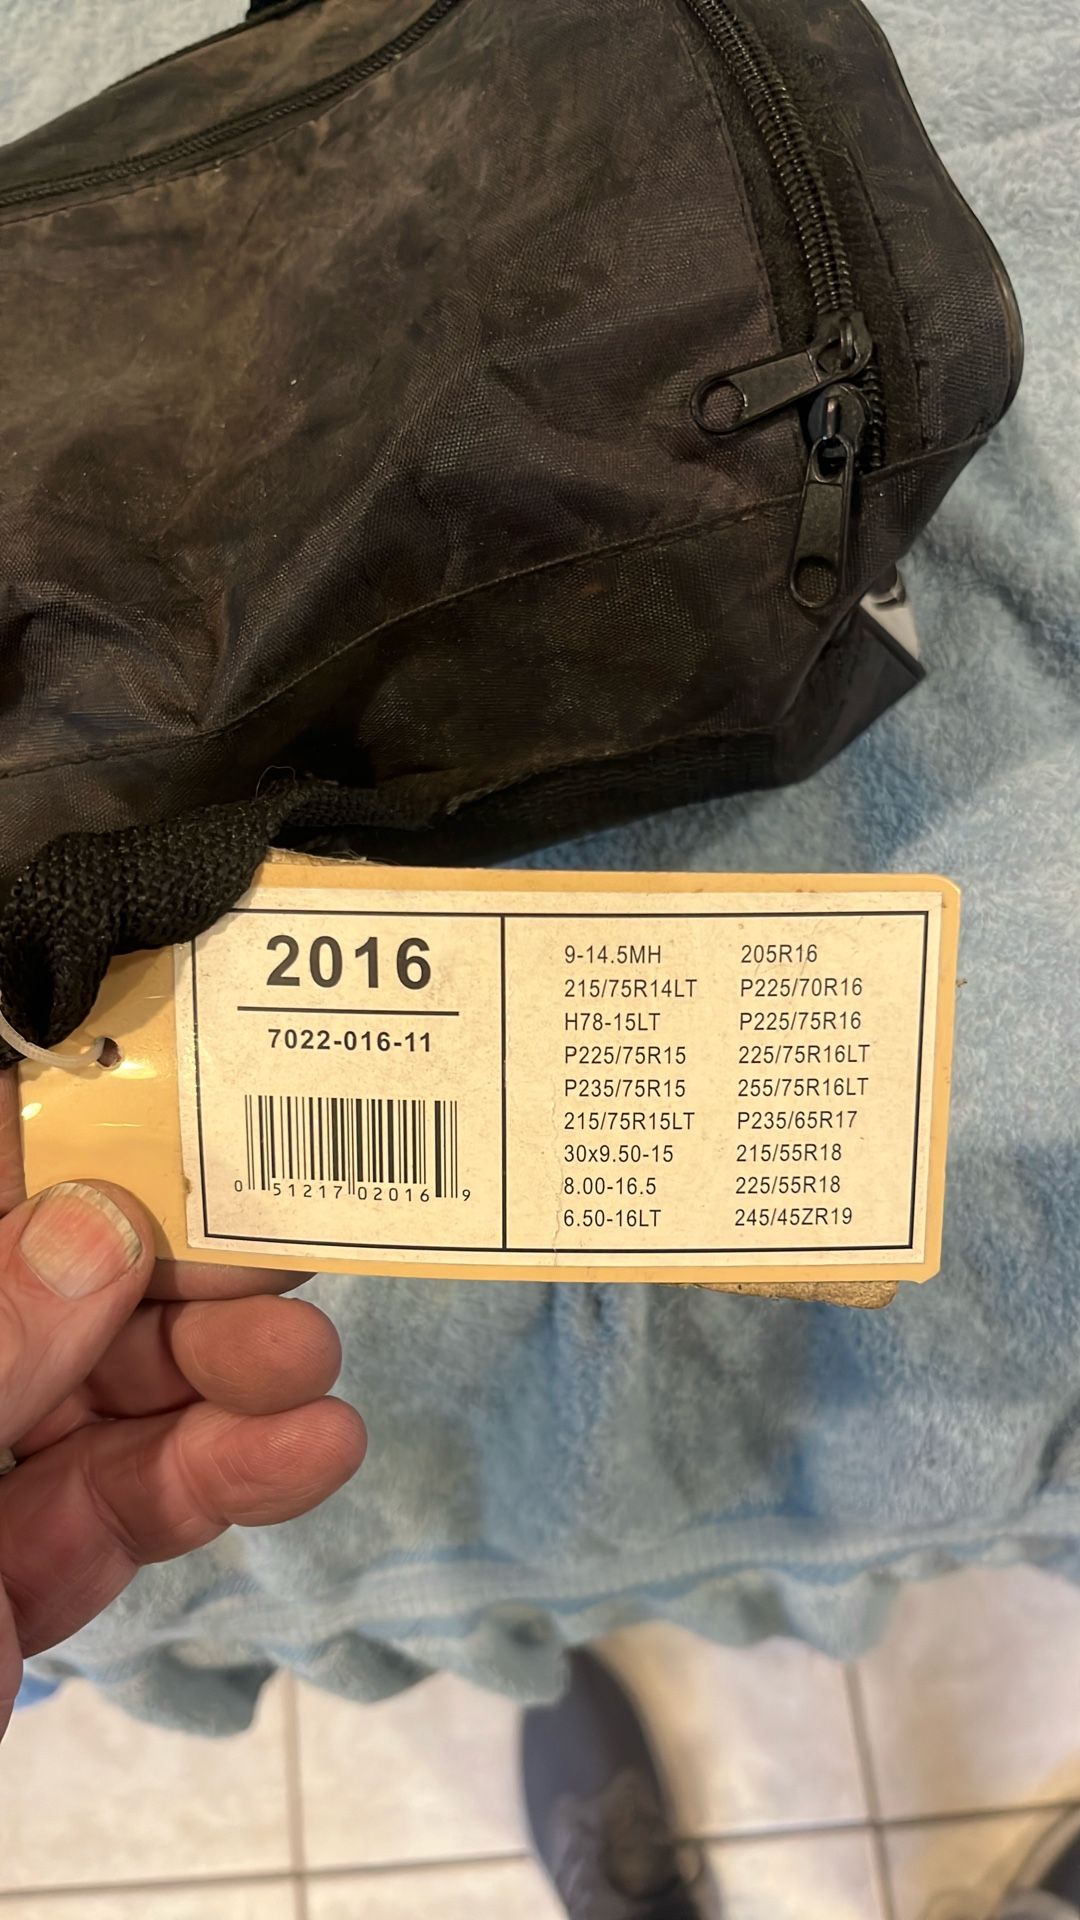 2016
7022-016-11
0 51217 02016 9
9-14.5MH
215/75R14LT
H78-15LT
P225/75R15
P235/75R15
215/75R15LT
30x9.50-15
8.00-16.5
6.50-16LT
205R16
P225/70R16
P225/75R16
225/75R16LT
255/75R16LT
P235/65R17
215/55R18
225/55R18
245/45ZR19